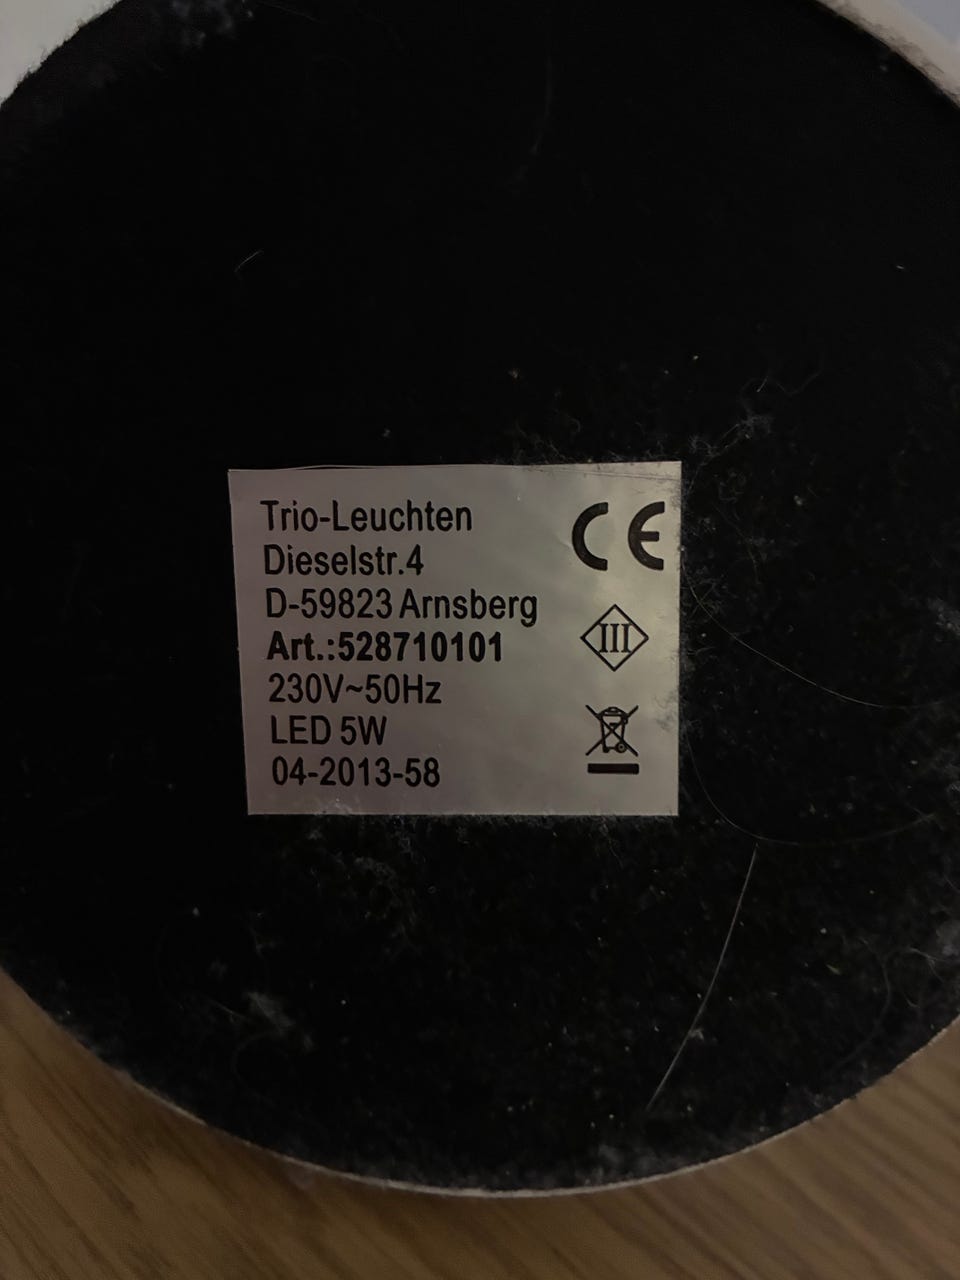 Trio-Leuchten
Dieselstr.4
D-59823 Arnsberg
Art.:528710101
230V~50Hz
LED 5W
04-2013-58
CE
III